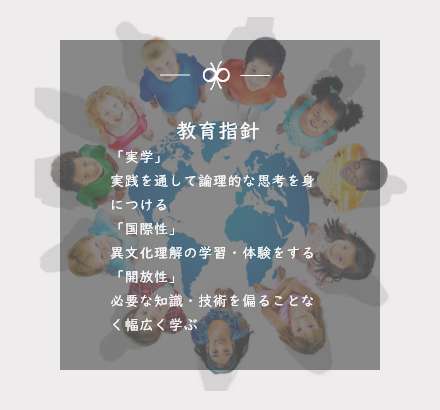 教育指針
「実学」
実践を通して論理的な思考を身
につける
「国際性」
異文化理解の学習・体験をする
「開放性」
必要な知識・技術を偏ることな
く幅広く学ぶ